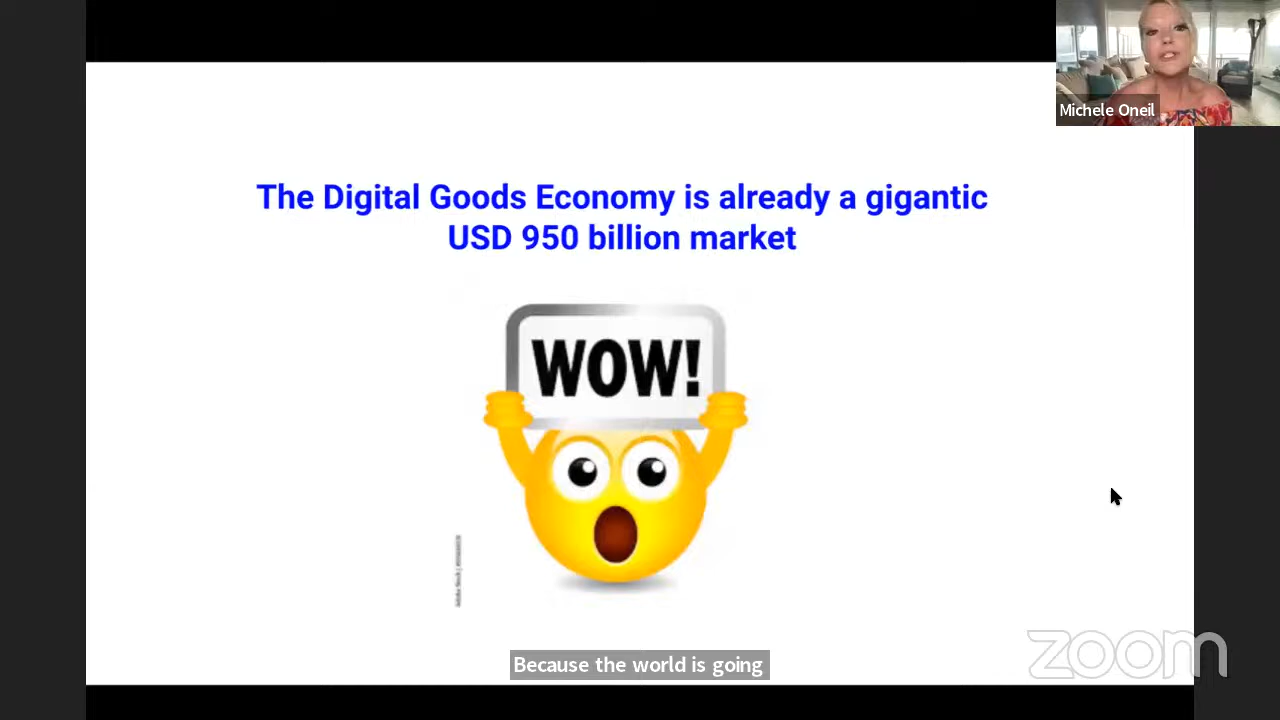 Michele Oneil
The Digital Goods Economy is already a gigantic
USD 950 billion market
WOW!
Because the world is going
zoom